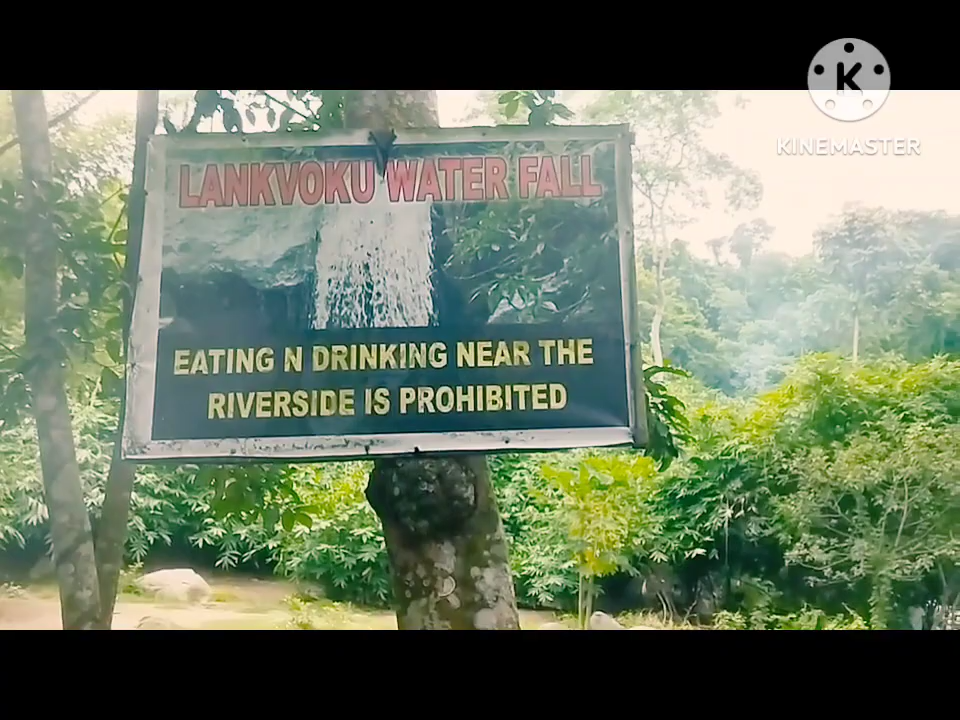 K
KINEMASTER
LANKVOKU WATER FALL
EATING N DRINKING NEAR THE
RIVERSIDE IS PROHIBITED